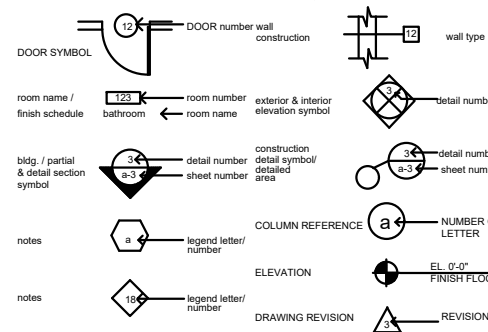 12
DOOR number
DOOR SYMBOL
room name /
finish schedule
123
room number
bathroom
room name
bldg. / partial
& detail section
symbol
3
a-3
detail number
sheet number
notes
a
legend letter/
number
notes
18
legend letter/
number
wall
construction
12
wall type
exterior & interior
elevation symbol
3
detail numb
construction
detail symbol/
detailed
area
3
a-3
detail numb
sheet num
COLUMN REFERENCE
a
NUMBER
LETTER
ELEVATION
EL. 0'-0"
FINISH FLOO
DRAWING REVISION
3
REVISION